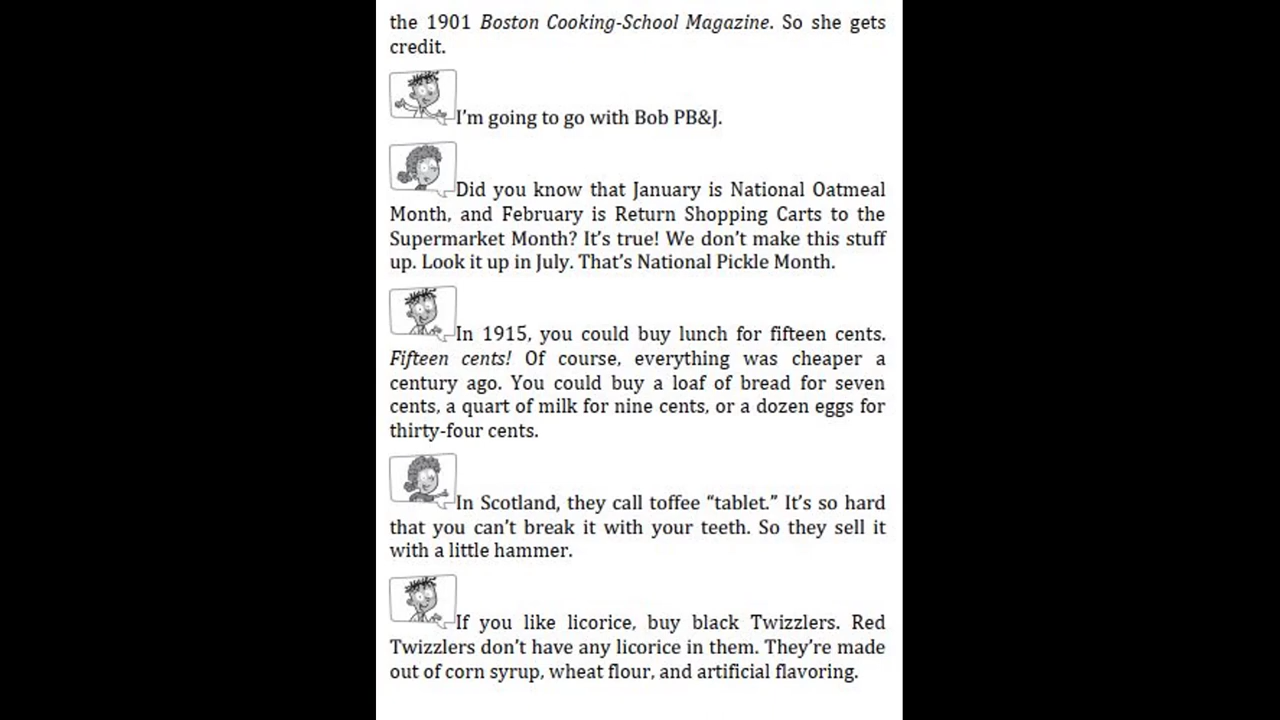 the 1901 Boston Cooking-School Magazine. So she gets
credit.
I’m going to go with Bob PB&J.
Did you know that January is National Oatmeal
Month, and February is Return Shopping Carts to the
Supermarket Month? It’s true! We don’t make this stuff
up. Look it up in July. That’s National Pickle Month.
In 1915, you could buy lunch for fifteen cents.
Fifteen cents! Of course, everything was cheaper a
century ago. You could buy a loaf of bread for seven
cents, a quart of milk for nine cents, or a dozen eggs for
thirty-four cents.
In Scotland, they call toffee “tablet.” It’s so hard
that you can’t break it with your teeth. So they sell it
with a little hammer.
If you like licorice, buy black Twizzlers. Red
Twizzlers don’t have any licorice in them. They’re made
out of corn syrup, wheat flour, and artificial flavoring.